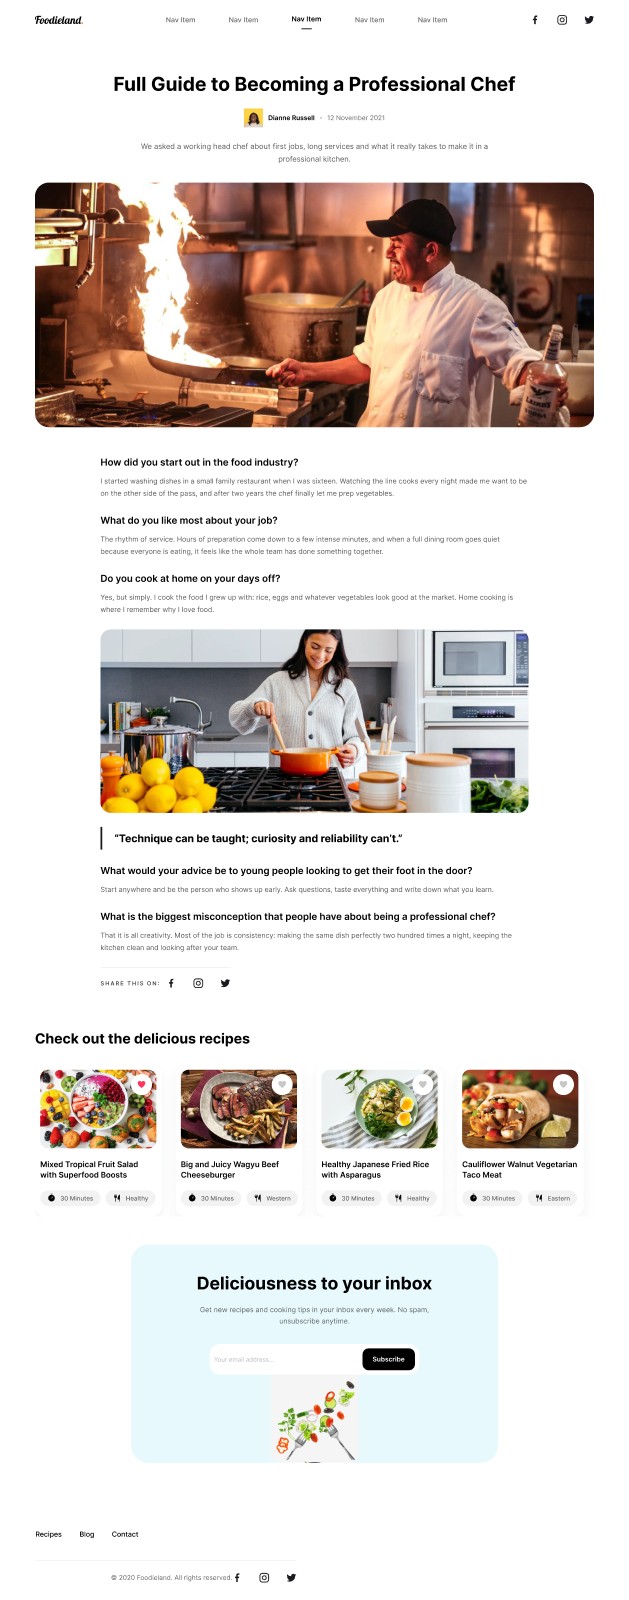 Foodieland.
Nav Item
Nav Item
Nav Item
Nav Item
Nav Item
Full Guide to Becoming a Professional Chef
Dianne Russell
12 November 2021
We asked a working head chef about first jobs, long services and what it really takes to make it in a
professional kitchen.
How did you start out in the food industry?
I started washing dishes in a small family restaurant when I was sixteen. Watching the line cooks every night made me want to be
on the other side of the pass, and after two years the chef finally let me prep vegetables.
What do you like most about your job?
The rhythm of service. Hours of preparation come down to a few intense minutes, and when a full dining room goes quiet
because everyone is eating, it feels like the whole team has done something together.
Do you cook at home on your days off?
Yes, but simply. I cook the food I grew up with: rice, eggs and whatever vegetables look good at the market. Home cooking is
where I remember why I love food.
“Technique can be taught; curiosity and reliability can’t.”
What would your advice be to young people looking to get their foot in the door?
Start anywhere and be the person who shows up early. Ask questions, taste everything and write down what you learn.
What is the biggest misconception that people have about being a professional chef?
That it is all creativity. Most of the job is consistency: making the same dish perfectly two hundred times a night, keeping the
kitchen clean and looking after your team.
SHARE THIS ON:
Check out the delicious recipes
Mixed Tropical Fruit Salad
with Superfood Boosts
30 Minutes
Healthy
Big and Juicy Wagyu Beef
Cheeseburger
30 Minutes
Western
Healthy Japanese Fried Rice
with Asparagus
30 Minutes
Healthy
Cauliflower Walnut Vegetarian
Taco Meat
30 Minutes
Eastern
Deliciousness to your inbox
Get new recipes and cooking tips in your inbox every week. No spam,
unsubscribe anytime.
Your email address...
Subscribe
Recipes
Blog
Contact
© 2020 Foodieland. All rights reserved.